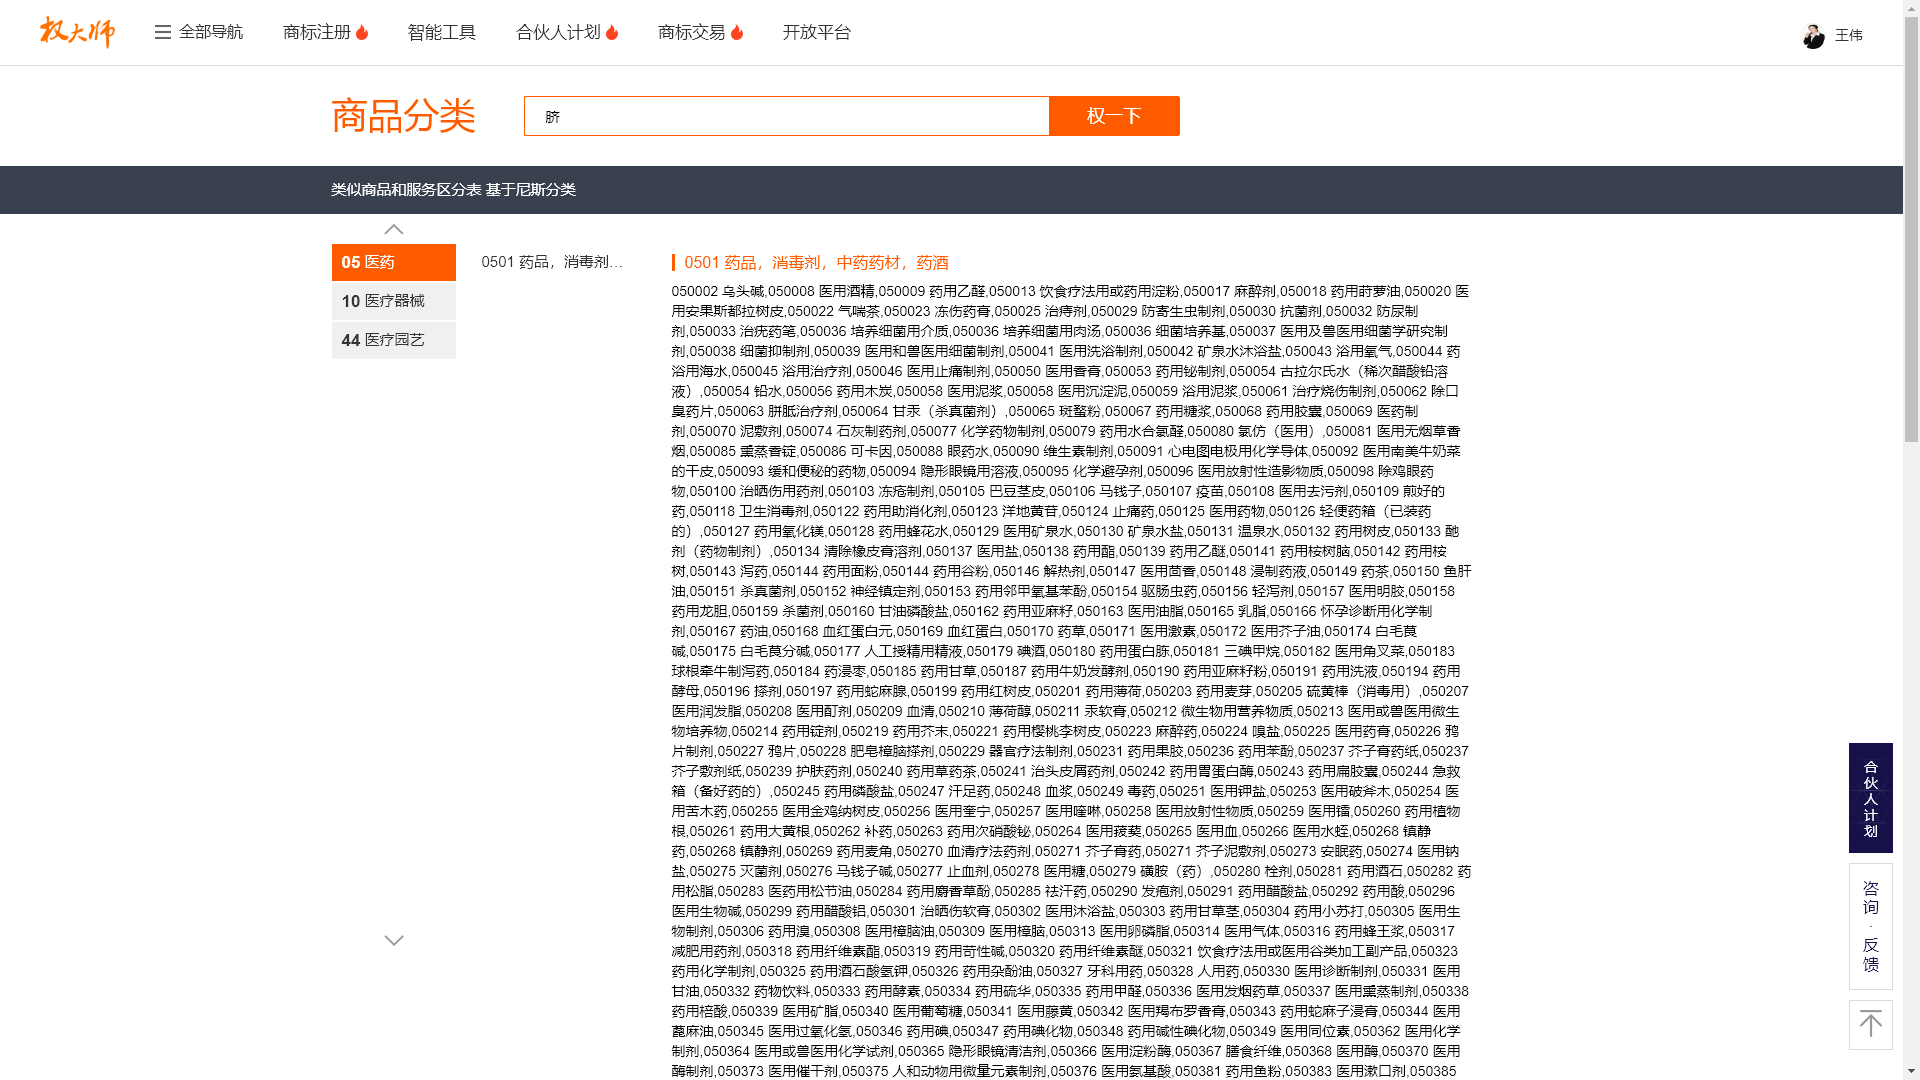 权大师 全部导航 商标注册 智能工具 合伙人计划 商标交易 开放平台 王伟
商品分类 脐 权一下
类似商品和服务区分表 基于尼斯分类
05 医药
10 医疗器械
44 医疗园艺
0501 药品，消毒剂...
0501 药品，消毒剂，中药药材，药酒
050002 乌头碱,050008 医用酒精,050009 药用乙醛,050013 饮食疗法用或药用淀粉,050017 麻醉剂,050018 药用莳萝油,050020 医
用安果斯都拉树皮,050022 气喘茶,050023 冻伤药膏,050025 治痔剂,050029 防寄生虫制剂,050030 抗菌剂,050032 防尿制
剂,050033 治疣药笔,050036 培养细菌用介质,050036 培养细菌用肉汤,050036 细菌培养基,050037 医用及兽医用细菌学研究制
剂,050038 细菌抑制剂,050039 医用和兽医用细菌制剂,050041 医用洗浴制剂,050042 矿泉水沐浴盐,050043 浴用氧气,050044 药
浴用海水,050045 浴用治疗剂,050046 医用止痛制剂,050050 医用香膏,050053 药用铋制剂,050054 古拉尔氏水（稀次醋酸铅溶
液）,050054 铅水,050056 药用木炭,050058 医用泥浆,050058 医用沉淀泥,050059 浴用泥浆,050061 治疗烧伤制剂,050062 除口
臭药片,050063 胼胝治疗剂,050064 甘汞（杀真菌剂）,050065 斑蝥粉,050067 药用糖浆,050068 药用胶囊,050069 医药制
剂,050070 泥敷剂,050074 石灰制药剂,050077 化学药物制剂,050079 药用水合氯醛,050080 氯仿（医用）,050081 医用无烟草香
烟,050085 熏蒸香锭,050086 可卡因,050088 眼药水,050090 维生素制剂,050091 心电图电极用化学导体,050092 医用南美牛奶菜
的干皮,050093 缓和便秘的药物,050094 隐形眼镜用溶液,050095 化学避孕剂,050096 医用放射性造影物质,050098 除鸡眼药
物,050100 治晒伤用药剂,050103 冻疮制剂,050105 巴豆茎皮,050106 马钱子,050107 疫苗,050108 医用去污剂,050109 煎好的
药,050118 卫生消毒剂,050122 药用助消化剂,050123 洋地黄苷,050124 止痛药,050125 医用药物,050126 轻便药箱（已装药
的）,050127 药用氧化镁,050128 药用蜂花水,050129 医用矿泉水,050130 矿泉水盐,050131 温泉水,050132 药用树皮,050133 酏
剂（药物制剂）,050134 清除橡皮膏溶剂,050137 医用盐,050138 药用酯,050139 药用乙醚,050141 药用桉树脑,050142 药用桉
树,050143 泻药,050144 药用面粉,050144 药用谷粉,050146 解热剂,050147 医用茴香,050148 浸制药液,050149 药茶,050150 鱼肝
油,050151 杀真菌剂,050152 神经镇定剂,050153 药用邻甲氧基苯酚,050154 驱肠虫药,050156 轻泻剂,050157 医用明胶,050158
药用龙胆,050159 杀菌剂,050160 甘油磷酸盐,050162 药用亚麻籽,050163 医用油脂,050165 乳脂,050166 怀孕诊断用化学制
剂,050167 药油,050168 血红蛋白元,050169 血红蛋白,050170 药草,050171 医用激素,050172 医用芥子油,050174 白毛茛
碱,050175 白毛茛分碱,050177 人工授精用精液,050179 碘酒,050180 药用蛋白胨,050181 三碘甲烷,050182 医用角叉菜,050183
球根牵牛制泻药,050184 药浸枣,050185 药用甘草,050187 药用牛奶发酵剂,050190 药用亚麻籽粉,050191 药用洗液,050194 药用
酵母,050196 搽剂,050197 药用蛇麻腺,050199 药用红树皮,050201 药用薄荷,050203 药用麦芽,050205 硫黄棒（消毒用）,050207
医用润发脂,050208 医用酊剂,050209 血清,050210 薄荷醇,050211 汞软膏,050212 微生物用营养物质,050213 医用或兽医用微生
物培养物,050214 药用锭剂,050219 药用芥末,050221 药用樱桃李树皮,050223 麻醉药,050224 嗅盐,050225 医用药膏,050226 鸦
片制剂,050227 鸦片,050228 肥皂樟脑搽剂,050229 器官疗法制剂,050231 药用果胶,050236 药用苯酚,050237 芥子膏药纸,050237
芥子敷剂纸,050239 护肤药剂,050240 药用草药茶,050241 治头皮屑药剂,050242 药用胃蛋白酶,050243 药用扁胶囊,050244 急救
箱（备好药的）,050245 药用磷酸盐,050247 汗足药,050248 血浆,050249 毒药,050251 医用钾盐,050253 医用破斧木,050254 医
用苦木药,050255 医用金鸡纳树皮,050256 医用奎宁,050257 医用喹啉,050258 医用放射性物质,050259 医用镭,050260 药用植物
根,050261 药用大黄根,050262 补药,050263 药用次硝酸铋,050264 医用菝葜,050265 医用血,050266 医用水蛭,050268 镇静
药,050268 镇静剂,050269 药用麦角,050270 血清疗法药剂,050271 芥子膏药,050271 芥子泥敷剂,050273 安眠药,050274 医用钠
盐,050275 灭菌剂,050276 马钱子碱,050277 止血剂,050278 医用糖,050279 磺胺（药）,050280 栓剂,050281 药用酒石,050282 药
用松脂,050283 医药用松节油,050284 药用麝香草酚,050285 祛汗药,050290 发疱剂,050291 药用醋酸盐,050292 药用酸,050296
医用生物碱,050299 药用醋酸铝,050301 治晒伤软膏,050302 医用沐浴盐,050303 药用甘草茎,050304 药用小苏打,050305 医用生
物制剂,050306 药用溴,050308 医用樟脑油,050309 医用樟脑,050313 医用卵磷脂,050314 医用气体,050316 药用蜂王浆,050317
减肥用药剂,050318 药用纤维素酯,050319 药用苛性碱,050320 药用纤维素醚,050321 饮食疗法用或医用谷类加工副产品,050323
药用化学制剂,050325 药用酒石酸氢钾,050326 药用杂酚油,050327 牙科用药,050328 人用药,050330 医用诊断制剂,050331 医用
甘油,050332 药物饮料,050333 药用酵素,050334 药用硫华,050335 药用甲醛,050336 医用发烟药草,050337 医用熏蒸制剂,050338
药用棓酸,050339 医用矿脂,050340 医用葡萄糖,050341 医用藤黄,050342 医用羯布罗香膏,050343 药用蛇麻子浸膏,050344 医用
蓖麻油,050345 医用过氧化氢,050346 药用碘,050347 药用碘化物,050348 药用碱性碘化物,050349 医用同位素,050362 医用化学
制剂,050364 医用或兽医用化学试剂,050365 隐形眼镜清洁剂,050366 医用淀粉酶,050367 膳食纤维,050368 医用酶,050370 医用
酶制剂,050373 医用催干剂,050375 人和动物用微量元素制剂,050376 医用氨基酸,050381 药用鱼粉,050383 医用漱口剂,050385
合伙人计划
咨询·反馈